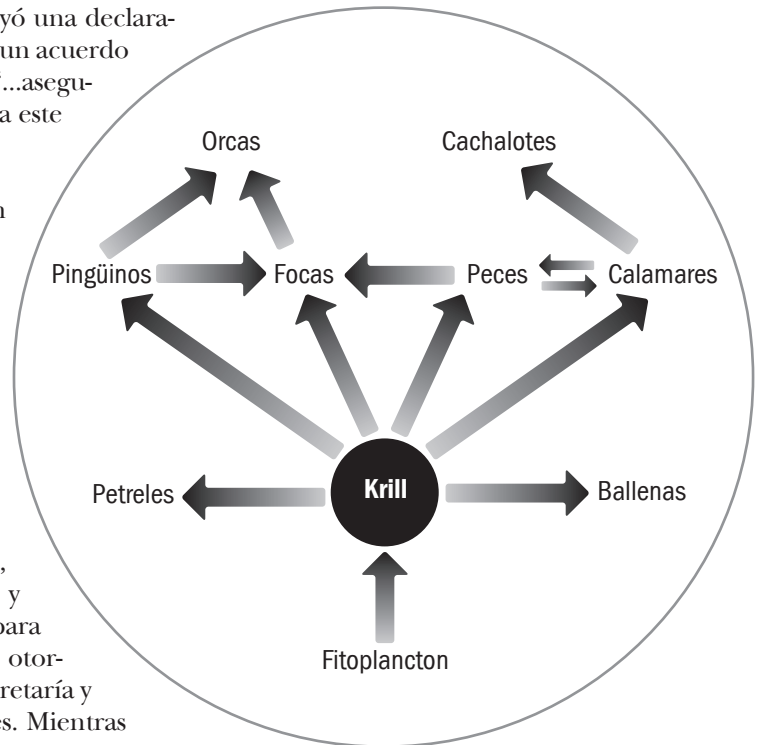 yó una declara-
un acuerdo
"...asegu-
a este
n
,
y
para
otor-
retaría y
es. Mientras
Orcas
Cachalotes
Pingüinos
Focas
Peces
Calamares
Petreles
Krill
Ballenas
Fitoplancton